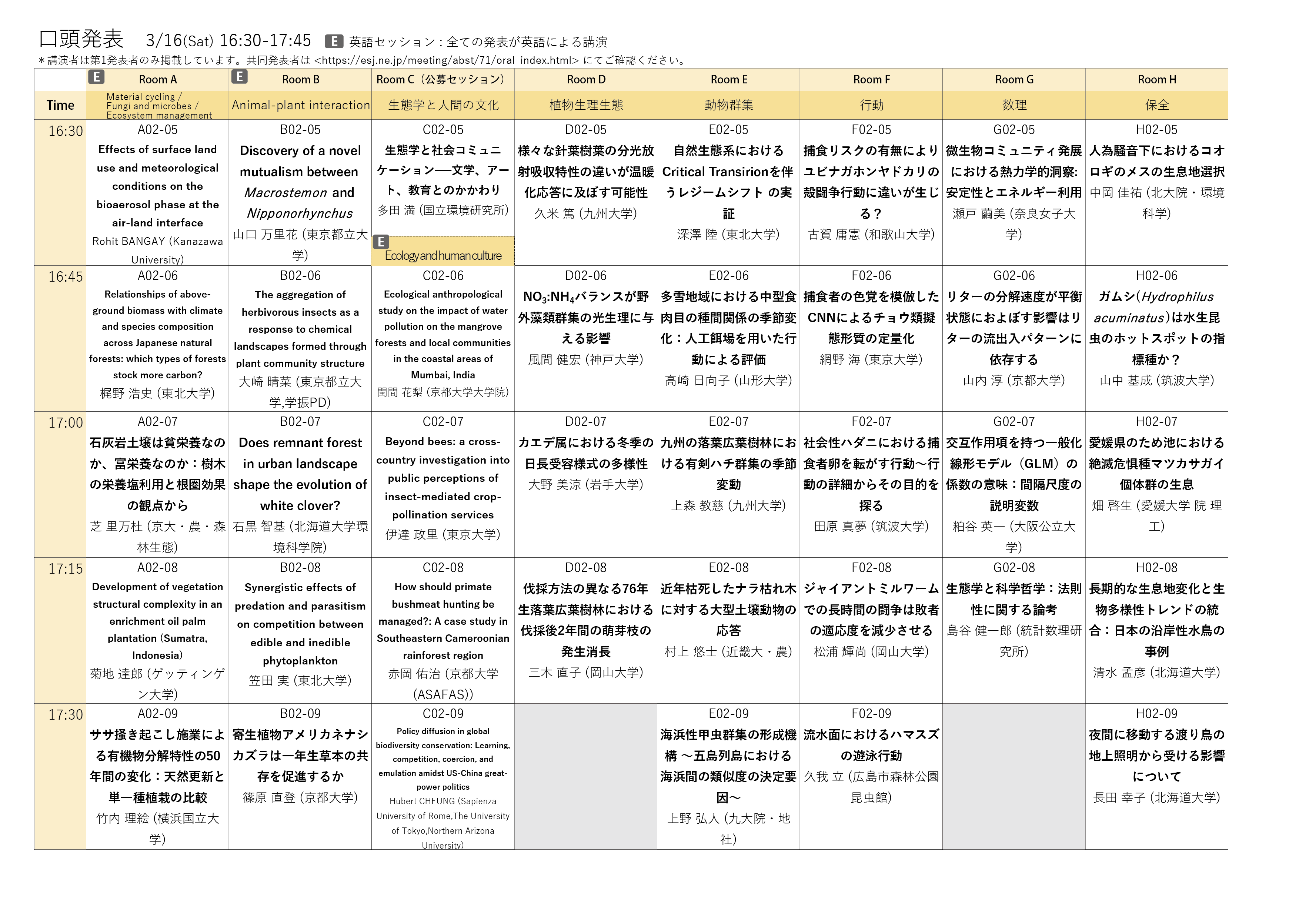 口頭発表 3/16(Sat) 16:30-17:45 E 英語セッション : 全ての発表が英語による講演
＊講演者は第1発表者のみ掲載しています。共同発表者は <https://esj.ne.jp/meeting/abst/71/oral_index.html> にてご確認ください。
E Room A
E Room B
Room C（公募セッション）
Room D
Room E
Room F
Room G
Room H
Time
Material cycling /
Fungi and microbes /
Ecosystem management
Animal-plant interaction
生態学と人間の文化
植物生理生態
動物群集
行動
数理
保全
16:30
A02-05
Effects of surface land
use and meteorological
conditions on the
bioaerosol phase at the
air-land interface
Rohit BANGAY (Kanazawa
University)
B02-05
Discovery of a novel
mutualism between
Macrostemon and
Nipponorhynchus
山口 万里花 (東京都立大
学)
C02-05
生態学と社会コミュニ
ケーション──文学、アー
ト、教育とのかかわり
多田 満 (国立環境研究所)
E
Ecology and human culture
D02-05
様々な針葉樹葉の分光放
射吸収特性の違いが温暖
化応答に及ぼす可能性
久米 篤 (九州大学)
E02-05
自然生態系における
Critical Transirionを伴
うレジームシフト の実
証
深澤 陸 (東北大学)
F02-05
捕食リスクの有無により
ユビナガホンヤドカリの
殻闘争行動に違いが生じ
る？
古賀 庸憲 (和歌山大学)
G02-05
微生物コミュニティ発展
における熱力学的洞察:
安定性とエネルギー利用
瀬戸 繭美 (奈良女子大
学)
H02-05
人為騒音下におけるコオ
ロギのメスの生息地選択
中岡 佳祐 (北大院・環境
科学)
16:45
A02-06
Relationships of above-
ground biomass with climate
and species composition
across Japanese natural
forests: which types of forests
stock more carbon?
梶野 浩史 (東北大学)
B02-06
The aggregation of
herbivorous insects as a
response to chemical
landscapes formed through
plant community structure
大崎 晴菜 (東京都立大
学,学振PD)
C02-06
Ecological anthropological
study on the impact of water
pollution on the mangrove
forests and local communities
in the coastal areas of
Mumbai, India
間間 花梨 (京都大学大学院)
D02-06
NO₃:NH₄バランスが野
外藻類群集の光生理に与
える影響
風間 健宏 (神戸大学)
E02-06
多雪地域における中型食
肉目の種間関係の季節変
化：人工餌場を用いた行
動による評価
高崎 日向子 (山形大学)
F02-06
捕食者の色覚を模倣した
CNNによるチョウ類擬
態形質の定量化
網野 海 (東京大学)
G02-06
リターの分解速度が平衡
状態におよぼす影響はリ
ターの流出入パターンに
依存する
山内 淳 (京都大学)
H02-06
ガムシ(Hydrophilus
acuminatus)は水生昆
虫のホットスポットの指
標種か?
山中 基成 (筑波大学)
17:00
A02-07
石灰岩土壌は貧栄養なの
か、富栄養なのか：樹木
の栄養塩利用と根圏効果
の観点から
芝 里万杜 (京大・農・森
林生態)
B02-07
Does remnant forest
in urban landscape
shape the evolution of
white clover?
石黒 智基 (北海道大学環
境科学院)
C02-07
Beyond bees: a cross-
country investigation into
public perceptions of
insect-mediated crop-
pollination services
伊達 政里 (東京大学)
D02-07
カエデ属における冬季の
日長受容様式の多様性
大野 美涼 (岩手大学)
E02-07
九州の落葉広葉樹林にお
ける有剣ハチ群集の季節
変動
上森 教慈 (九州大学)
F02-07
社会性ハダニにおける捕
食者卵を転がす行動〜行
動の詳細からその目的を
探る
田原 真夢 (筑波大学)
G02-07
交互作用項を持つ一般化
線形モデル（GLM）の
係数の意味：間隔尺度の
説明変数
粕谷 英一 (大阪公立大
学)
H02-07
愛媛県のため池における
絶滅危惧種マツカサガイ
個体群の生息
畑 啓生 (愛媛大学 院 理
工)
17:15
A02-08
Development of vegetation
structural complexity in an
enrichment oil palm
plantation (Sumatra,
Indonesia)
菊地 達郎 (ゲッティンゲ
ン大学)
B02-08
Synergistic effects of
predation and parasitism
on competition between
edible and inedible
phytoplankton
笠田 実 (東北大学)
C02-08
How should primate
bushmeat hunting be
managed?: A case study in
Southeastern Cameroonian
rainforest region
赤岡 佑治 (京都大学
(ASAFAS))
D02-08
伐採方法の異なる76年
生落葉広葉樹林における
伐採後2年間の萌芽枝の
発生消長
三木 直子 (岡山大学)
E02-08
近年枯死したナラ枯れ木
に対する大型土壌動物の
応答
村上 悠士 (近畿大・農)
F02-08
ジャイアントミルワーム
での長時間の闘争は敗者
の適応度を減少させる
松浦 輝尚 (岡山大学)
G02-08
生態学と科学哲学：法則
性に関する論考
島谷 健一郎 (統計数理研
究所)
H02-08
長期的な生息地変化と生
物多様性トレンドの統
合：日本の沿岸性水鳥の
事例
清水 孟彦 (北海道大学)
17:30
A02-09
ササ掻き起こし施業によ
る有機物分解特性の50
年間の変化：天然更新と
単一種植栽の比較
竹内 理絵 (横浜国立大
学)
B02-09
寄生植物アメリカネナシ
カズラは一年生草本の共
存を促進するか
篠原 直登 (京都大学)
C02-09
Policy diffusion in global
biodiversity conservation: Learning,
competition, coercion, and
emulation amidst US-China great-
power politics
Hubert CHEUNG (Sapienza
University of Rome,The University
of Tokyo,Northern Arizona
University)
E02-09
海浜性甲虫群集の形成機
構 〜五島列島における
海浜間の類似度の決定要
因〜
上野 弘人 (九大院・地
社)
F02-09
流水面におけるハマスズ
の遊泳行動
久我 立 (広島市森林公園
昆虫館)
H02-09
夜間に移動する渡り鳥の
地上照明から受ける影響
について
長田 幸子 (北海道大学)